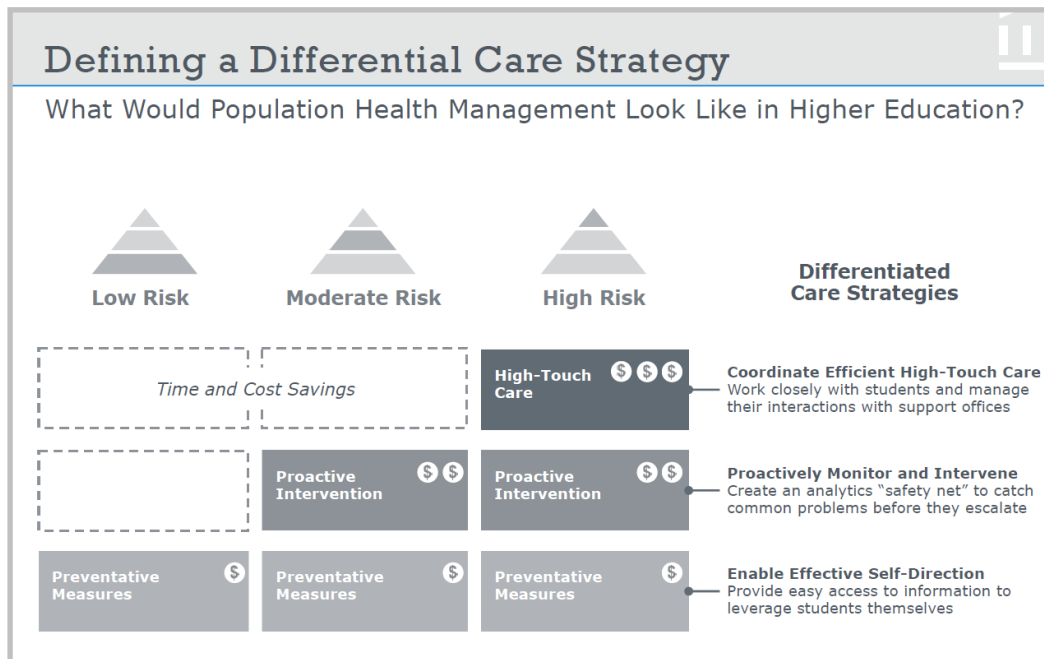 Defining a Differential Care Strategy
What Would Population Health Management Look Like in Higher Education?
Low Risk
Moderate Risk
High Risk
Differentiated
Care Strategies
Time and Cost Savings
High-Touch
Care
$ $ $
Coordinate Efficient High-Touch Care
Work closely with students and manage
their interactions with support offices
Proactive
Intervention
$ $
Proactive
Intervention
$ $
Proactively Monitor and Intervene
Create an analytics “safety net” to catch
common problems before they escalate
Preventative
Measures
$
Preventative
Measures
$
Preventative
Measures
$
Enable Effective Self-Direction
Provide easy access to information to
leverage students themselves